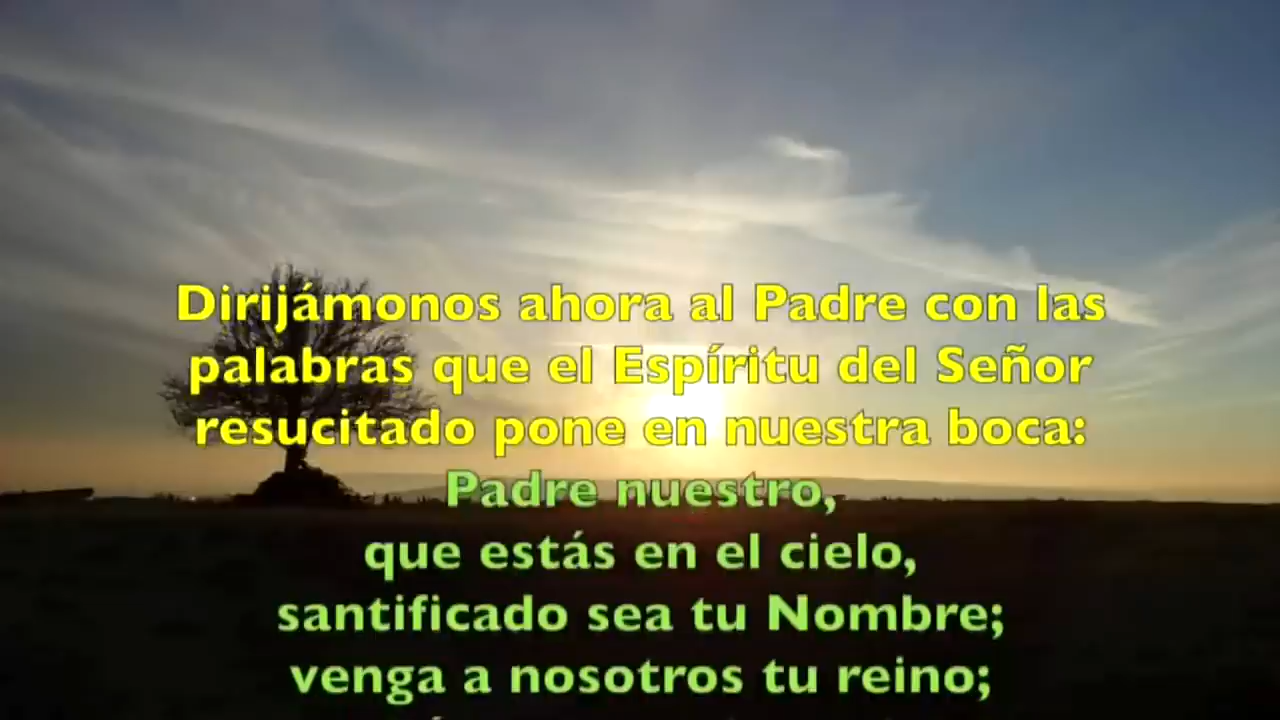 Dirijámonos ahora al Padre con las
palabras que el Espíritu del Señor
resucitado pone en nuestra boca:
Padre nuestro,
que estás en el cielo,
santificado sea tu Nombre;
venga a nosotros tu reino;